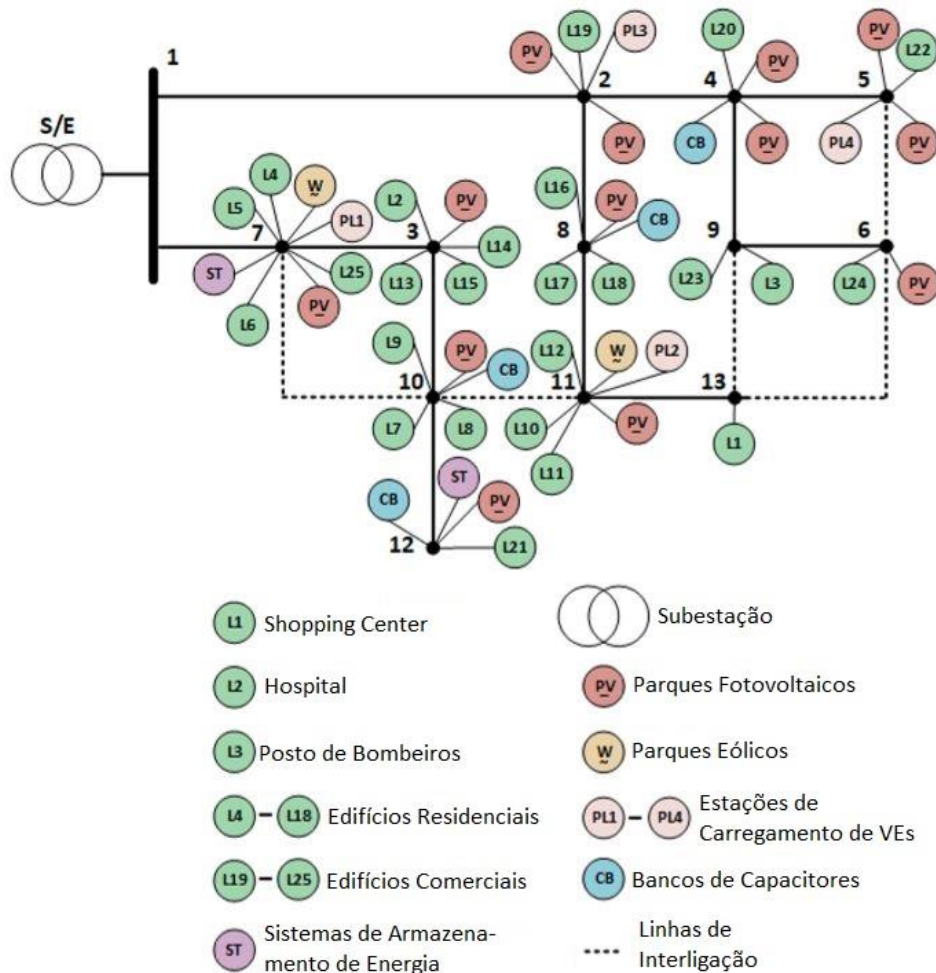 1
S/E
L19
PL3
PV
2
PV
L20
PV
4
CB
PV
PV
L22
5
PL4
PV
L4
W
L5
PL1
7
ST
L25
L6
PV
L2
PV
3
L14
L13
L15
L16
PV
CB
8
L17
L18
9
L23
L3
6
L24
PV
L9
PV
CB
10
L7
L8
L12
W
PL2
11
L10
PV
L11
13
L1
CB
ST
PV
12
L21
L1 Shopping Center
Subestação
L2 Hospital
PV Parques Fotovoltaicos
L3 Posto de Bombeiros
W Parques Eólicos
L4 – L18 Edifícios Residenciais
PL1 – PL4 Estações de
Carregamento de VEs
L19 – L25 Edifícios Comerciais
CB Bancos de Capacitores
ST Sistemas de Armazena-
mento de Energia
Linhas de
Interligação